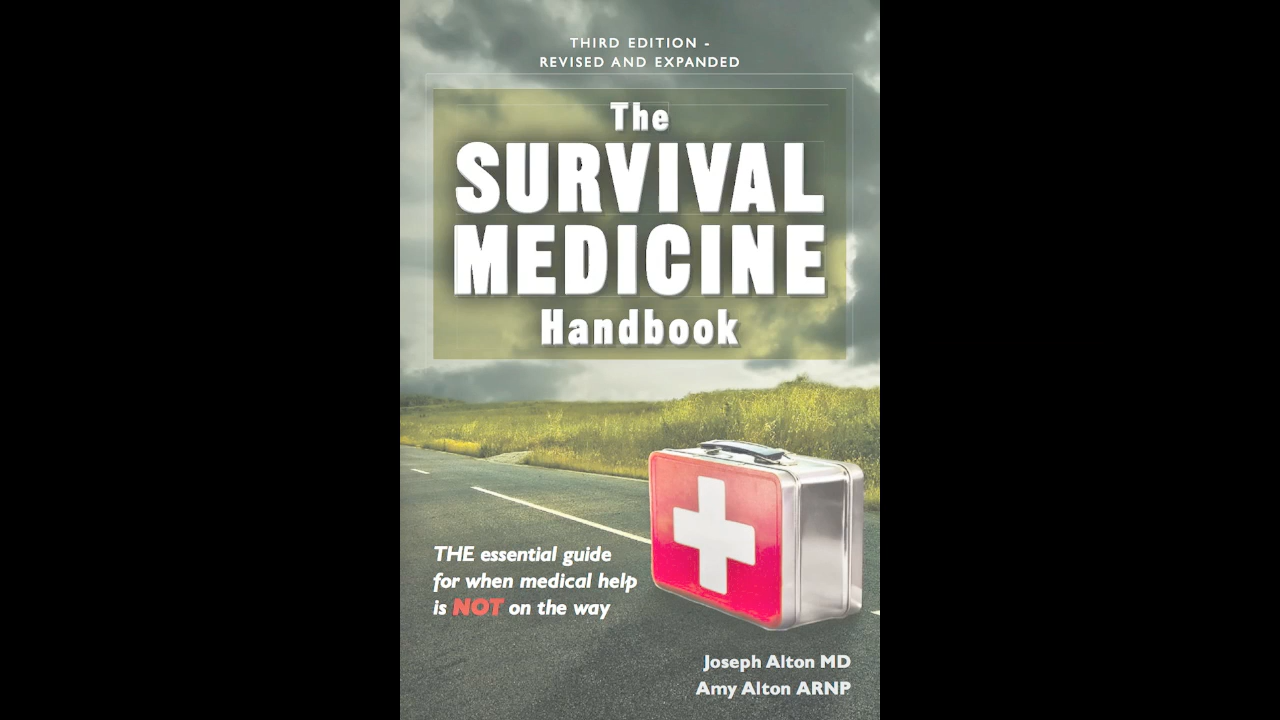 THIRD EDITION -
REVISED AND EXPANDED
The
SURVIVAL
MEDICINE
Handbook
THE essential guide
for when medical help
is NOT on the way
Joseph Alton MD
Amy Alton ARNP